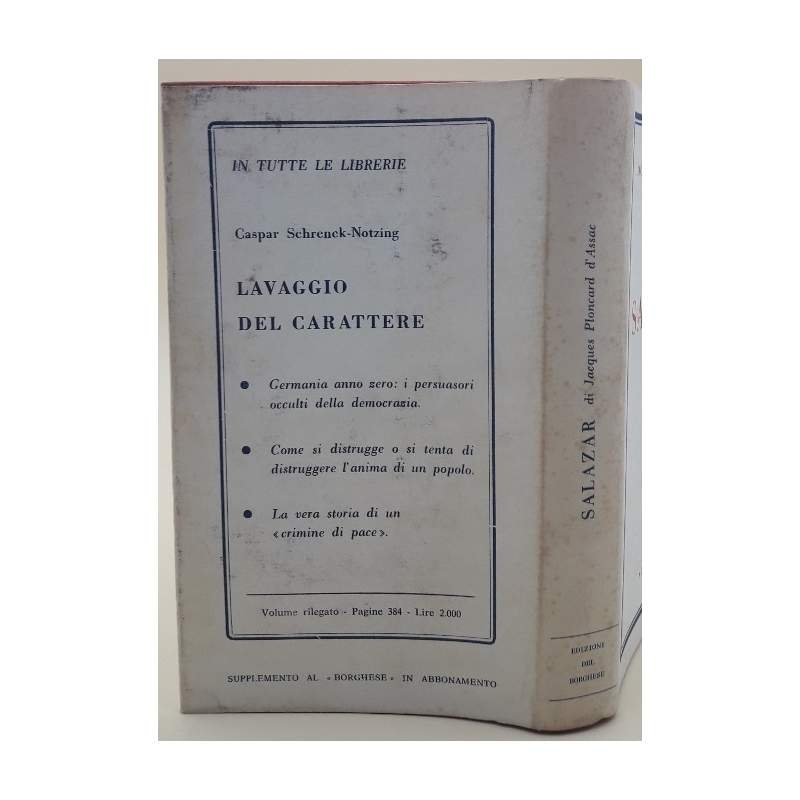 IN TUTTE LE LIBRERIE
Caspar Schrenck-Notzing
LAVAGGIO
DEL CARATTERE
● Germania anno zero: i persuasori
occulti della democrazia.
● Come si distrugge o si tenta di
distruggere l'anima di un popolo.
● La vera storia di un
«crimine di pace».
Volume rilegato - Pagine 384 - Lire 2.000
SUPPLEMENTO AL «BORGHESE» IN ABBONAMENTO
SALAZAR di Jacques Ploncard d'Assac
EDIZIONI
DEL
BORGHESE